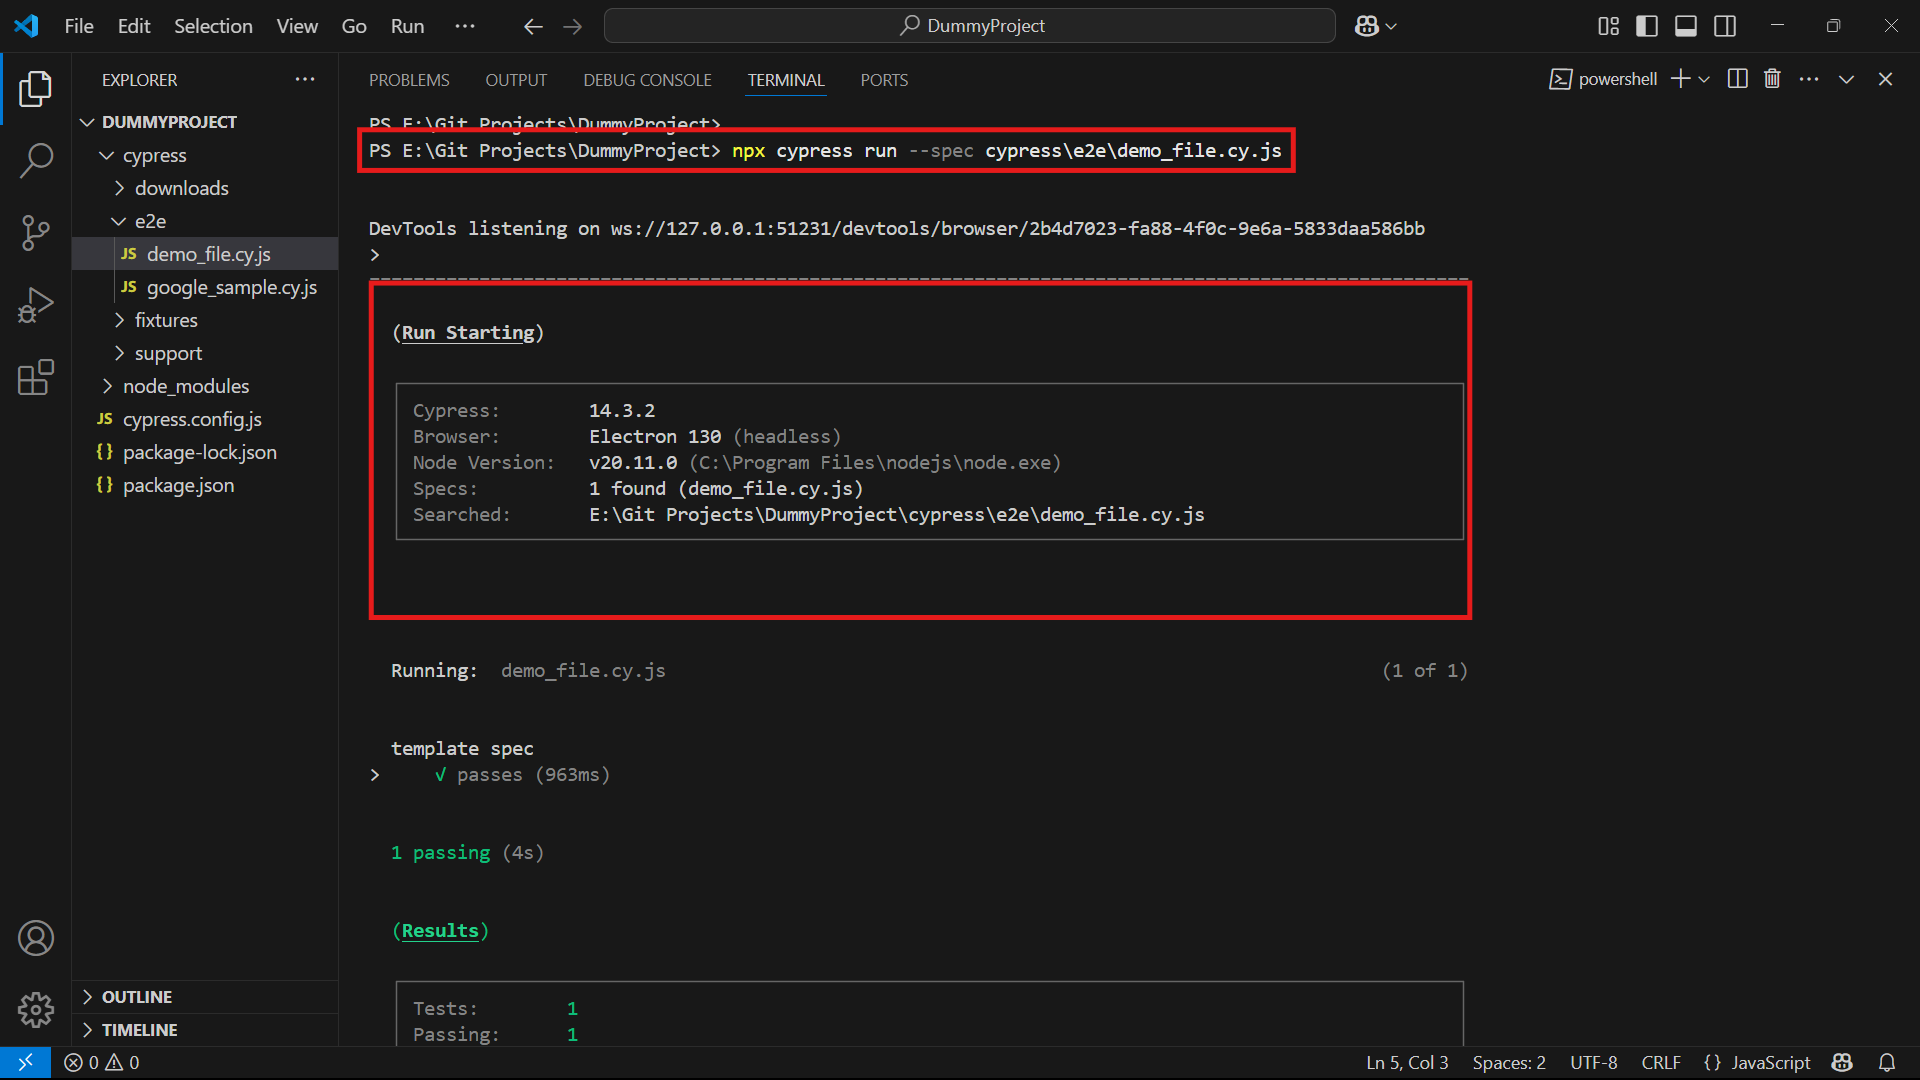 File Edit Selection View Go Run ... DummyProject
EXPLORER ...
DUMMYPROJECT
cypress
downloads
e2e
JS demo_file.cy.js
JS google_sample.cy.js
fixtures
support
node_modules
JS cypress.config.js
{} package-lock.json
{} package.json
OUTLINE
TIMELINE
PROBLEMS OUTPUT DEBUG CONSOLE TERMINAL PORTS powershell
PS E:\Git Projects\DummyProject>
PS E:\Git Projects\DummyProject> npx cypress run --spec cypress\e2e\demo_file.cy.js
DevTools listening on ws://127.0.0.1:51231/devtools/browser/2b4d7023-fa88-4f0c-9e6a-5833daa586bb
>
(Run Starting)
Cypress: 14.3.2
Browser: Electron 130 (headless)
Node Version: v20.11.0 (C:\Program Files\nodejs\node.exe)
Specs: 1 found (demo_file.cy.js)
Searched: E:\Git Projects\DummyProject\cypress\e2e\demo_file.cy.js
Running: demo_file.cy.js (1 of 1)
template spec
> √ passes (963ms)
1 passing (4s)
(Results)
Tests: 1
Passing: 1
0 0 Ln 5, Col 3 Spaces: 2 UTF-8 CRLF {} JavaScript